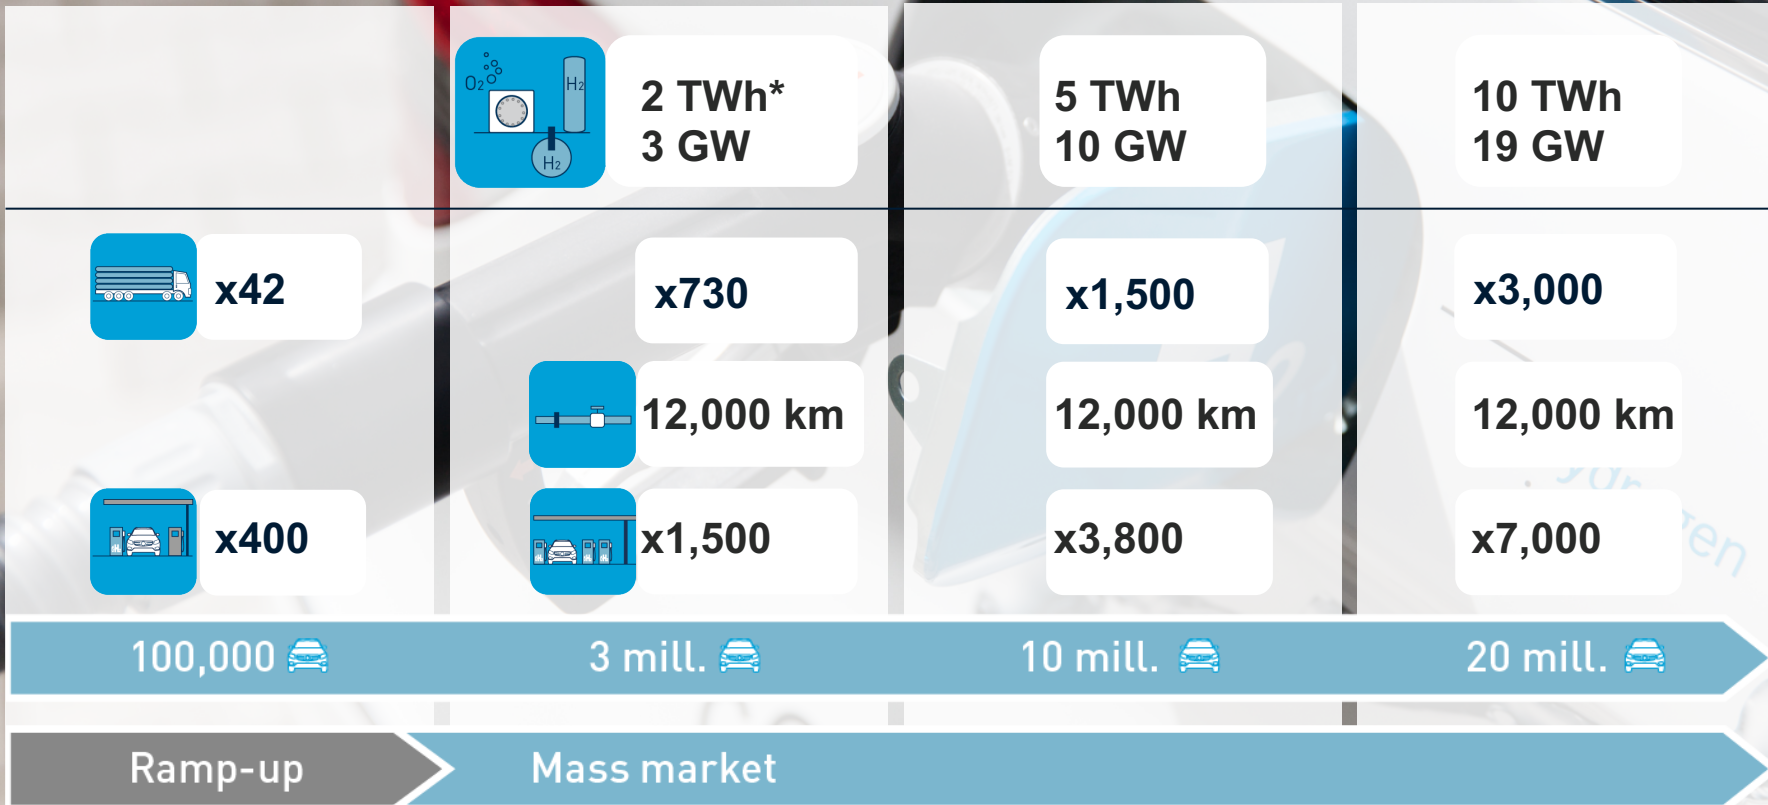 O2
H2
H2
2 TWh*
3 GW
5 TWh
10 GW
10 TWh
19 GW
x42
x730
x1,500
x3,000
12,000 km
12,000 km
12,000 km
x400
x1,500
x3,800
x7,000
100,000
3 mill.
10 mill.
20 mill.
Ramp-up
Mass market